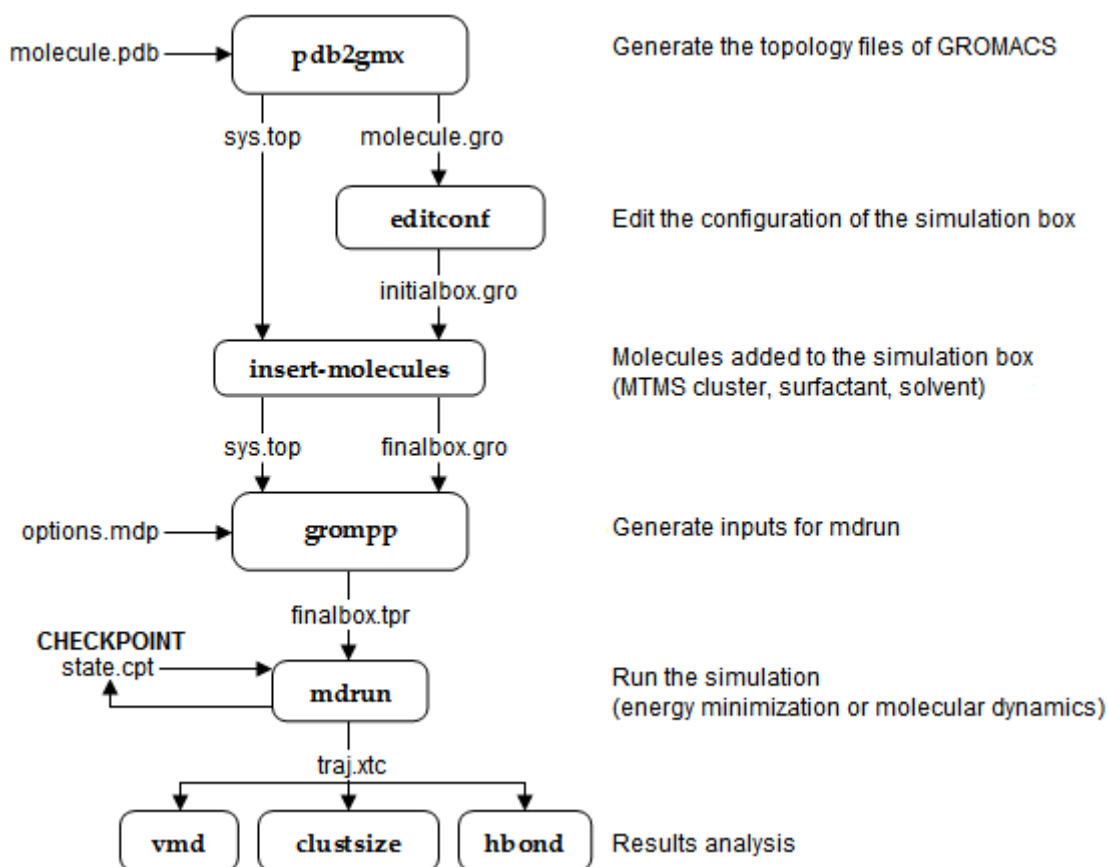 molecule.pdb
pdb2gmx
Generate the topology files of GROMACS
sys.top
molecule.gro
editconf
Edit the configuration of the simulation box
initialbox.gro
insert-molecules
Molecules added to the simulation box
(MTMS cluster, surfactant, solvent)
sys.top
finalbox.gro
options.mdp
grompp
Generate inputs for mdrun
finalbox.tpr
CHECKPOINT
state.cpt
mdrun
Run the simulation
(energy minimization or molecular dynamics)
traj.xtc
vmd
clustsize
hbond
Results analysis